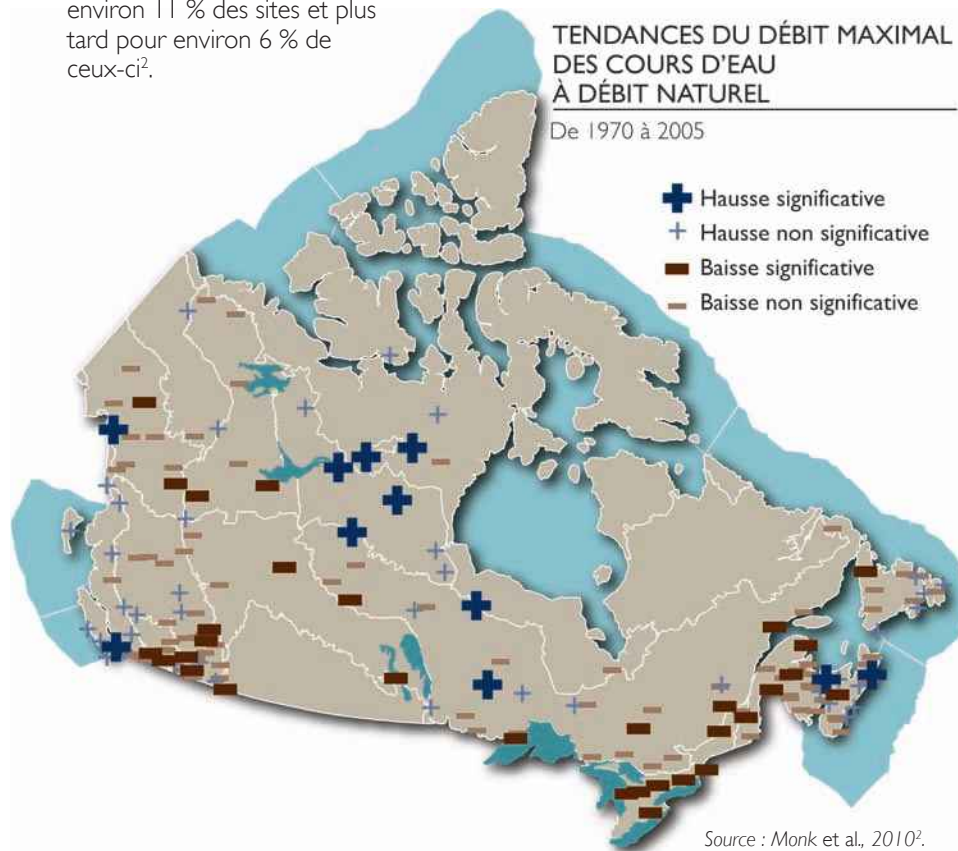 environ 11 % des sites et plus
tard pour environ 6 % de
ceux-ci².
TENDANCES DU DÉBIT MAXIMAL
DES COURS D'EAU
À DÉBIT NATUREL
De 1970 à 2005
Hausse significative
Hausse non significative
Baisse significative
Baisse non significative
Source : Monk et al., 2010².